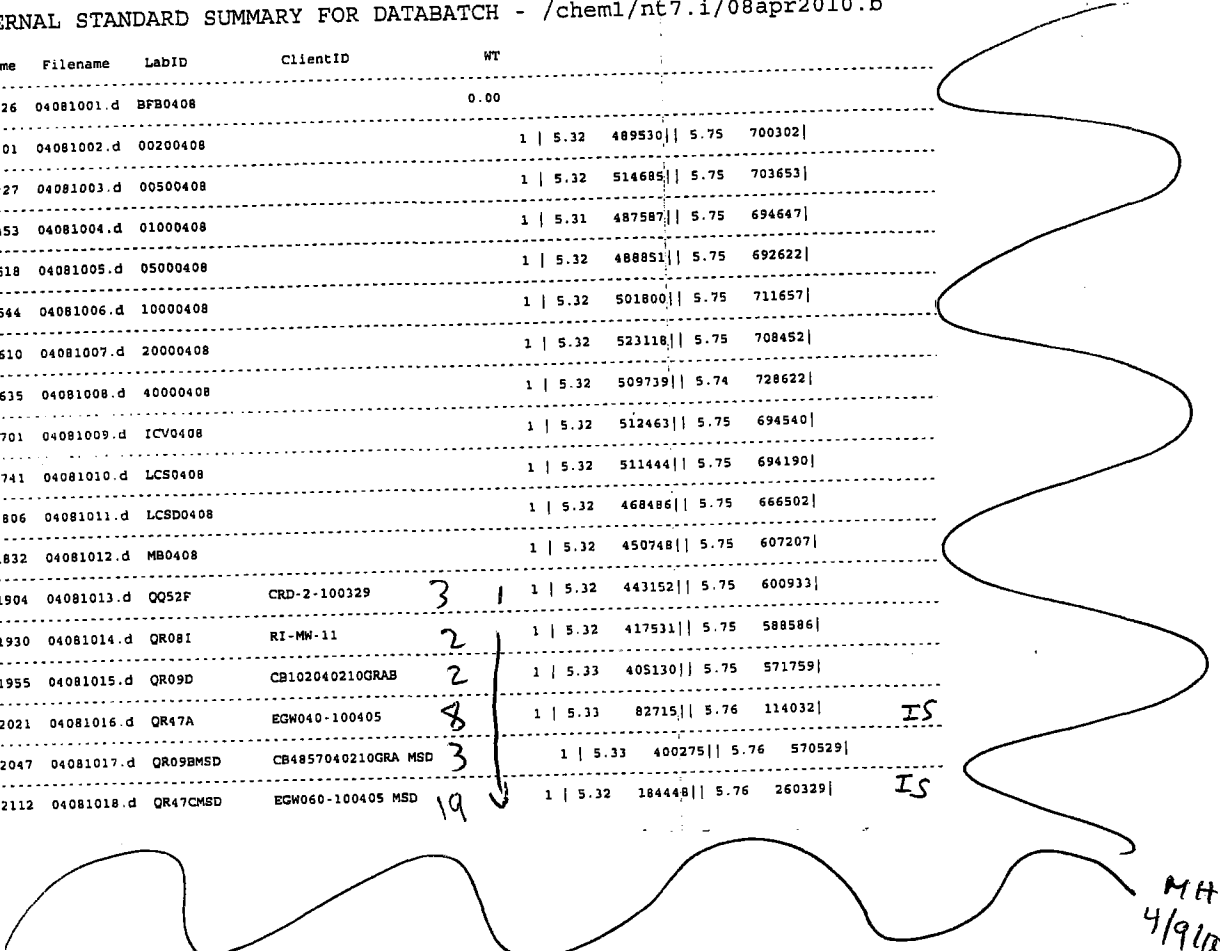 ERNAL STANDARD SUMMARY FOR DATABATCH - /chem1/nt7.i/08apr2010.b
me Filename LabID ClientID WT
26 04081001.d BFB0408 0.00
01 04081002.d 00200408 1 | 5.32 489530|| 5.75 700302|
27 04081003.d 00500408 1 | 5.32 514685|| 5.75 703653|
53 04081004.d 01000408 1 | 5.31 487587|| 5.75 694647|
518 04081005.d 05000408 1 | 5.32 488851|| 5.75 692622|
544 04081006.d 10000408 1 | 5.32 501800|| 5.75 711657|
610 04081007.d 20000408 1 | 5.32 523118|| 5.75 708452|
635 04081008.d 40000408 1 | 5.32 509739|| 5.74 728622|
701 04081009.d ICV0408 1 | 5.32 512463|| 5.75 694540|
741 04081010.d LCS0408 1 | 5.32 511444|| 5.75 694190|
806 04081011.d LCSD0408 1 | 5.32 468486|| 5.75 666502|
832 04081012.d MB0408 1 | 5.32 450748|| 5.75 607207|
1904 04081013.d QQ52F CRD-2-100329 3 1 1 | 5.32 443152|| 5.75 600933|
1930 04081014.d QR08I RI-MW-11 2 1 | 5.32 417531|| 5.75 588586|
1955 04081015.d QR09D CB102040210GRAB 2 1 | 5.33 405130|| 5.75 571759|
2021 04081016.d QR47A EGW040-100405 8 1 | 5.33 82715|| 5.76 114032| IS
2047 04081017.d QR09BMSD CB4857040210GRA MSD 3 1 | 5.33 400275|| 5.76 570529|
2112 04081018.d QR47CMSD EGW060-100405 MSD 19 1 | 5.32 184448|| 5.76 260329| IS
MH
4/9/10